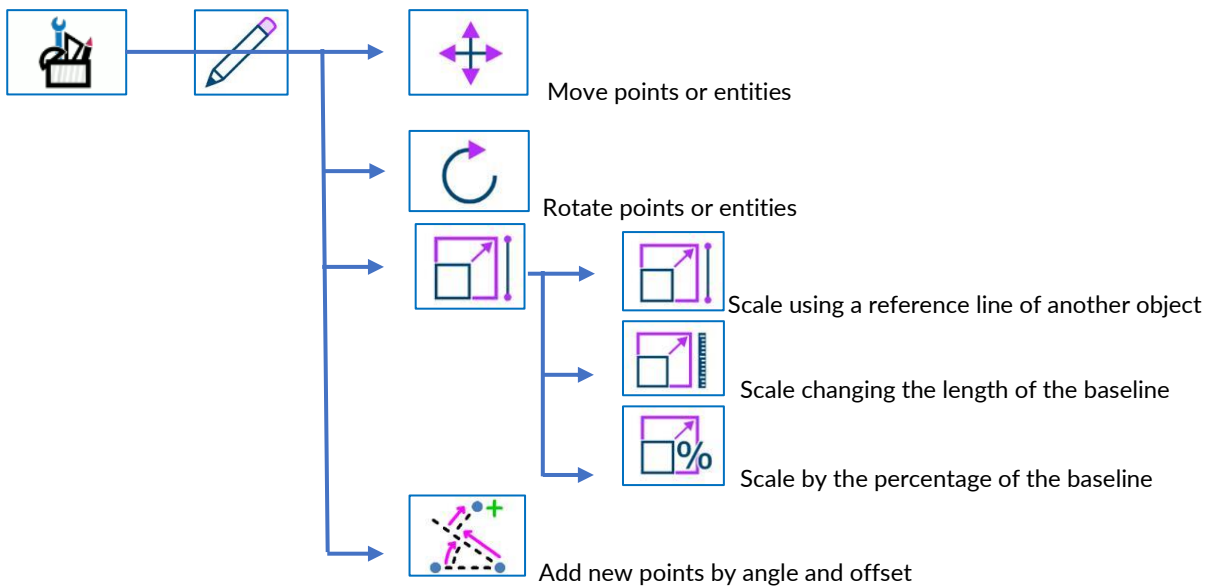 Move points or entities
Rotate points or entities
Scale using a reference line of another object
Scale changing the length of the baseline
%
Scale by the percentage of the baseline
Add new points by angle and offset